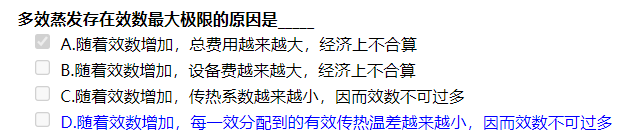 多效蒸发存在效数最大极限的原因是_____
A.随着效数增加，总费用越来越大，经济上不合算
B.随着效数增加，设备费越来越大，经济上不合算
C.随着效数增加，传热系数越来越小，因而效数不可过多
D.随着效数增加，每一效分配到的有效传热温差越来越小，因而效数不可过多